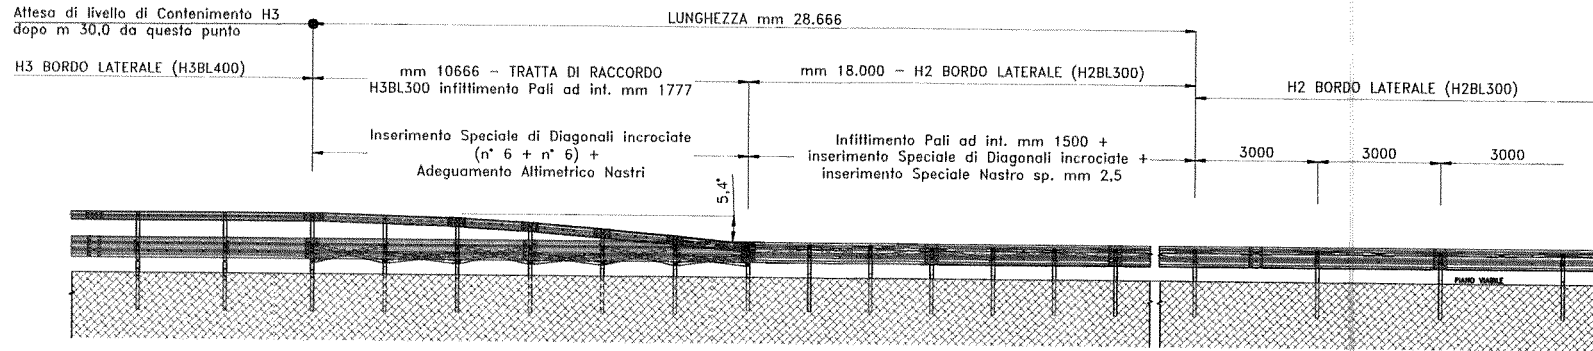 Attesa di livello di Contenimento H3
dopo m 30,0 da questo punto
LUNGHEZZA mm 28.666
H3 BORDO LATERALE (H3BL400)
mm 10666 - TRATTA DI RACCORDO
H3BL300 infittimento Pali ad int. mm 1777
mm 18.000 - H2 BORDO LATERALE (H2BL300)
H2 BORDO LATERALE (H2BL300)
Inserimento Speciale di Diagonali incrociate
(n° 6 + n° 6) +
Adeguamento Altimetrico Nastri
Infittimento Pali ad int. mm 1500 +
inserimento Speciale di Diagonali incrociate +
inserimento Speciale Nastro sp. mm 2,5
3000
3000
3000
5,4°
PIANO VIABILE